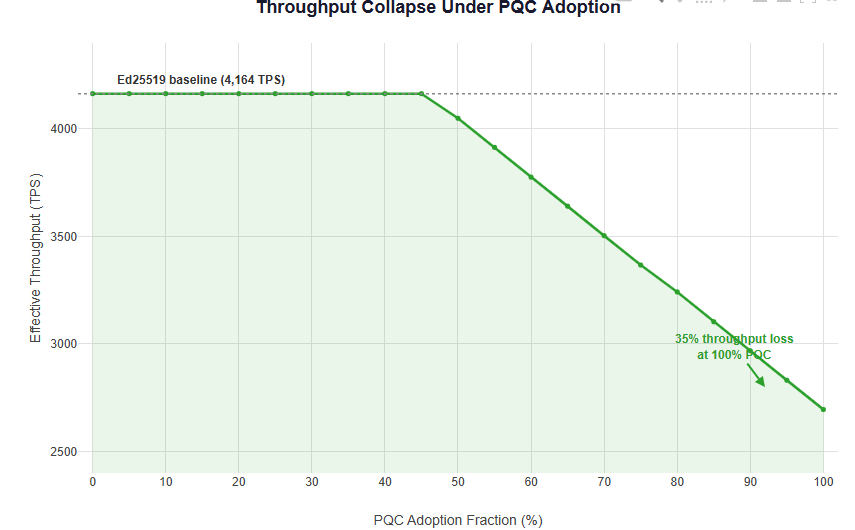 Throughput Collapse Under PQC Adoption
Ed25519 baseline (4,164 TPS)
4000
3500
3000
2500
Effective Throughput (TPS)
35% throughput loss
at 100% PQC
0 10 20 30 40 50 60 70 80 90 100
PQC Adoption Fraction (%)